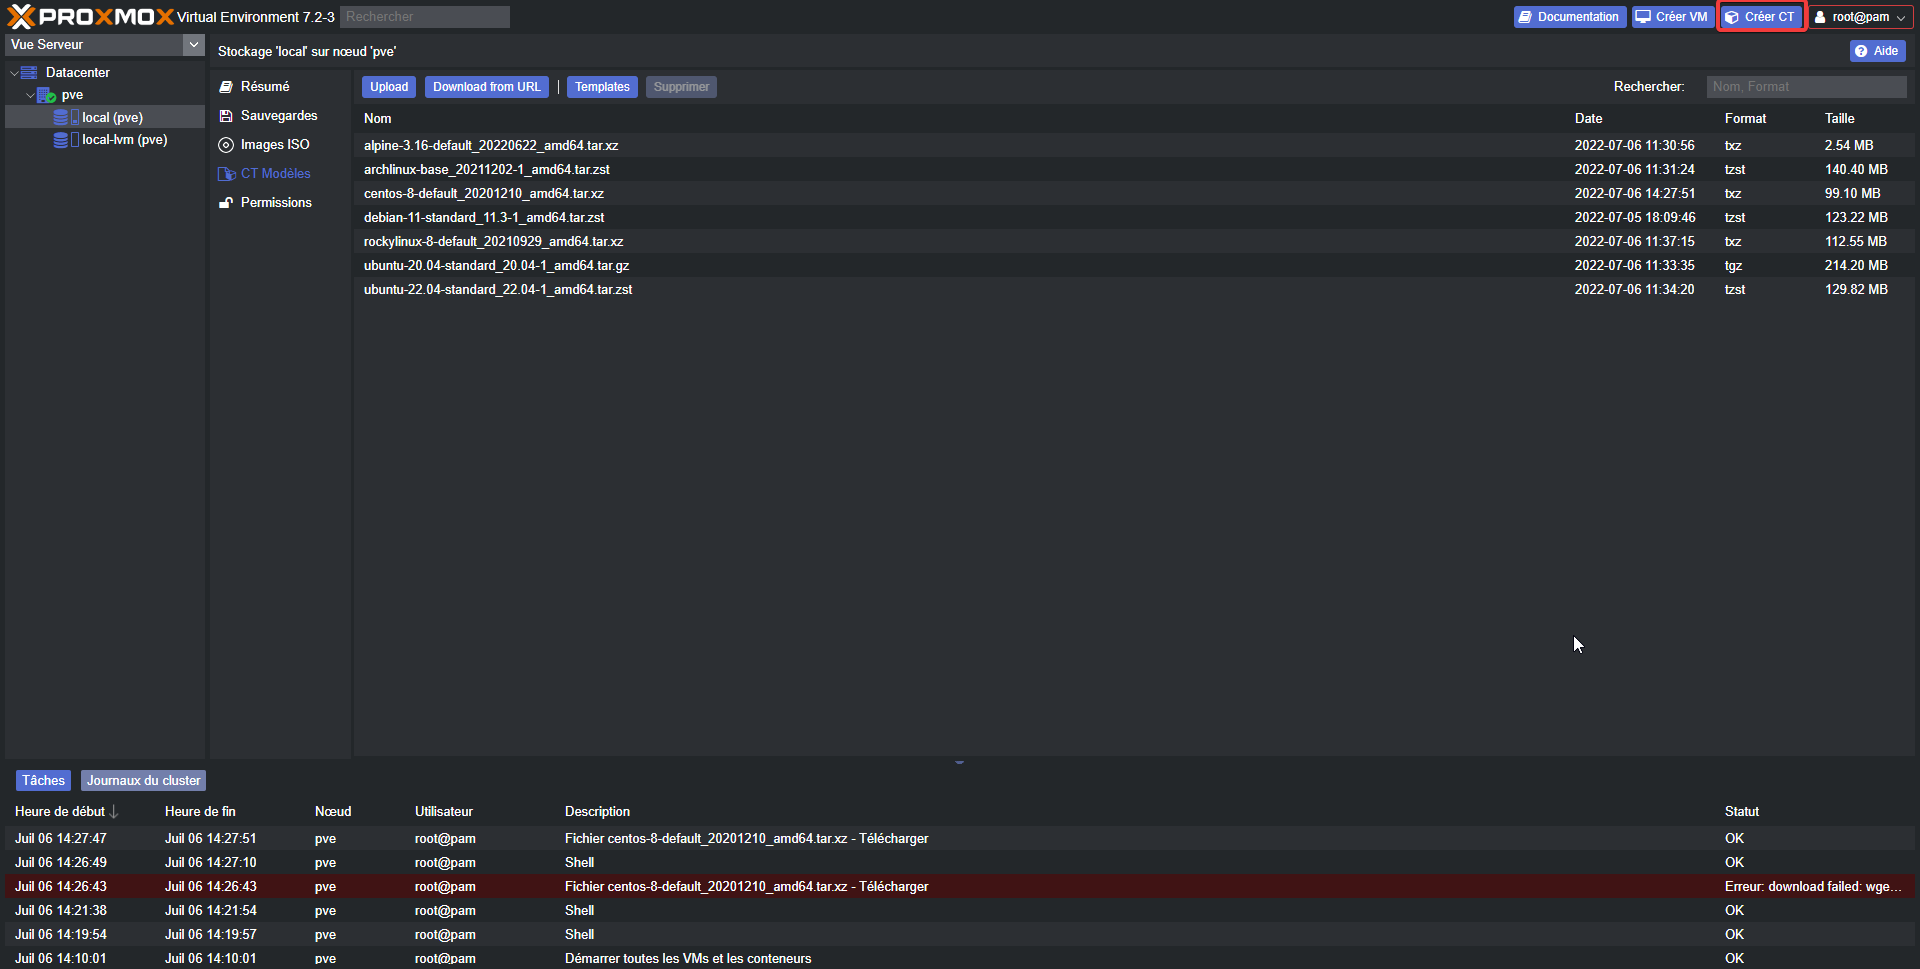 PROXMOX Virtual Environment 7.2-3 Rechercher Documentation Créer VM Créer CT root@pam
Vue Serveur
Stockage 'local' sur nœud 'pve' Aide
Datacenter
pve
local (pve)
local-lvm (pve)
Résumé
Sauvegardes
Images ISO
CT Modèles
Permissions
Upload Download from URL | Templates Supprimer Rechercher: Nom, Format
Nom Date Format Taille
alpine-3.16-default_20220622_amd64.tar.xz 2022-07-06 11:30:56 txz 2.54 MB
archlinux-base_20211202-1_amd64.tar.zst 2022-07-06 11:31:24 tzst 140.40 MB
centos-8-default_20201210_amd64.tar.xz 2022-07-06 14:27:51 txz 99.10 MB
debian-11-standard_11.3-1_amd64.tar.zst 2022-07-05 18:09:46 tzst 123.22 MB
rockylinux-8-default_20210929_amd64.tar.xz 2022-07-06 11:37:15 txz 112.55 MB
ubuntu-20.04-standard_20.04-1_amd64.tar.gz 2022-07-06 11:33:35 tgz 214.20 MB
ubuntu-22.04-standard_22.04-1_amd64.tar.zst 2022-07-06 11:34:20 tzst 129.82 MB
Tâches Journaux du cluster
Heure de début Heure de fin Nœud Utilisateur Description Statut
Juil 06 14:27:47 Juil 06 14:27:51 pve root@pam Fichier centos-8-default_20201210_amd64.tar.xz - Télécharger OK
Juil 06 14:26:49 Juil 06 14:27:10 pve root@pam Shell OK
Juil 06 14:26:43 Juil 06 14:26:43 pve root@pam Fichier centos-8-default_20201210_amd64.tar.xz - Télécharger Erreur: download failed: wge...
Juil 06 14:21:38 Juil 06 14:21:54 pve root@pam Shell OK
Juil 06 14:19:54 Juil 06 14:19:57 pve root@pam Shell OK
Juil 06 14:10:01 Juil 06 14:10:01 pve root@pam Démarrer toutes les VMs et les conteneurs OK